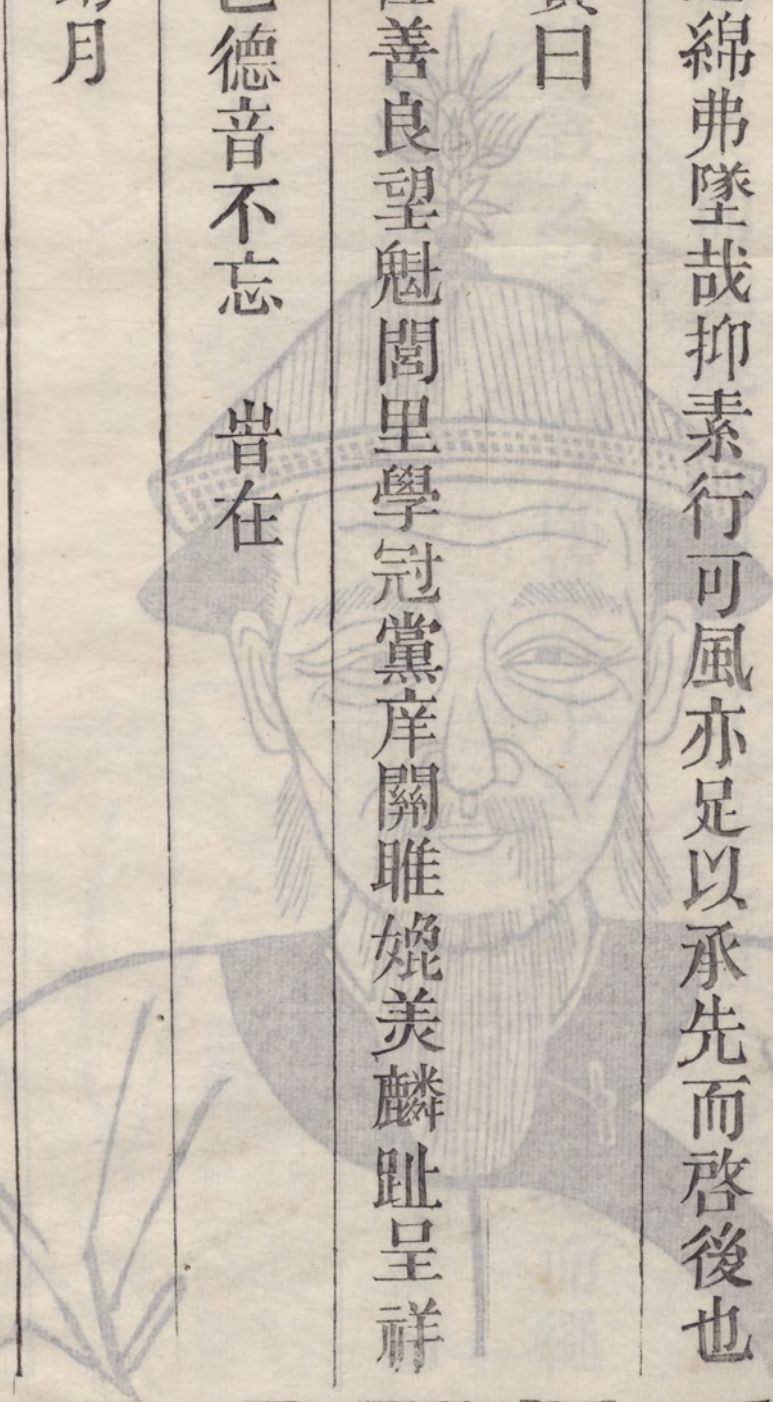 綿弗墜哉抑素行可風亦足以承先而啓後也
曰
善良望魁閭里學冠黨庠關雎媲美麟趾呈祥
德音不忘　旹在
月